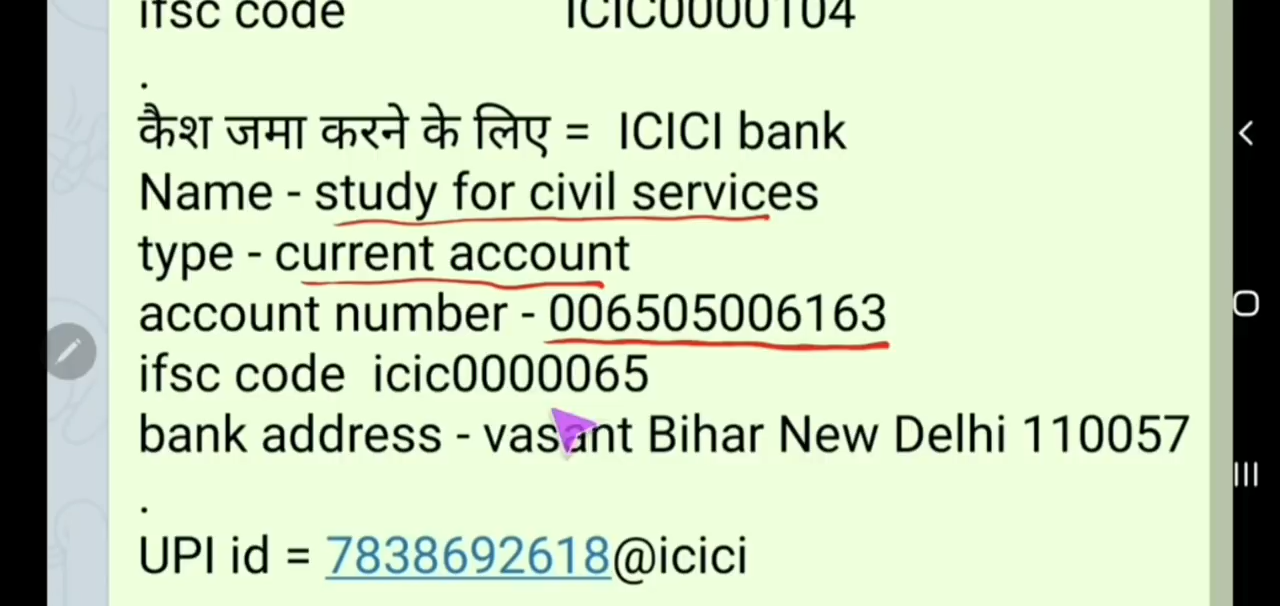 ifsc code ICIC0000104
.
कैश जमा करने के लिए = ICICI bank
Name - study for civil services
type - current account
account number - 006505006163
ifsc code icic0000065
bank address - vasant Bihar New Delhi 110057
.
UPI id = 7838692618@icici